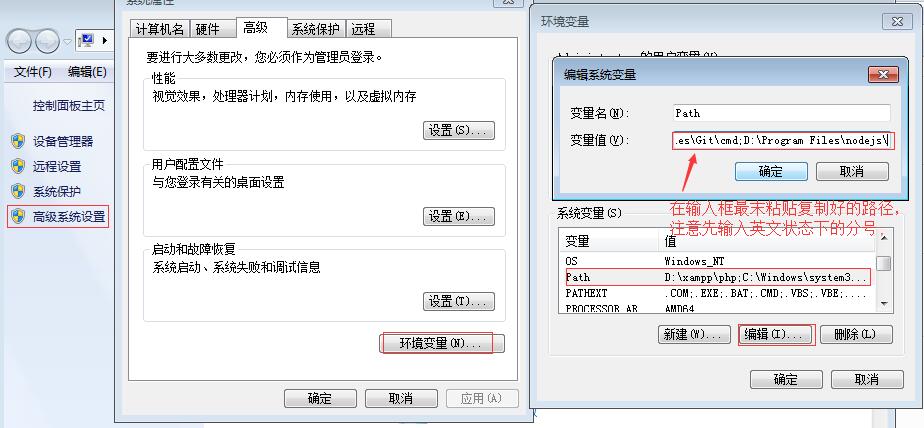 系统属性
文件(F) 编辑(E)
控制面板主页
设备管理器
远程设置
系统保护
高级系统设置
计算机名 硬件 高级 系统保护 远程
要进行大多数更改，您必须作为管理员登录。
性能
视觉效果，处理器计划，内存使用，以及虚拟内存
设置(S)...
用户配置文件
与您登录有关的桌面设置
设置(E)...
启动和故障恢复
系统启动、系统失败和调试信息
设置(T)...
环境变量(N)...
确定 取消 应用(A)
环境变量
编辑系统变量
变量名(N): Path
变量值(V): .es\Git\cmd;D:\Program Files\nodejs\
确定 取消
在输入框最末粘贴复制好的路径，
注意先输入英文状态下的分号，
系统变量(S)
变量 值
OS Windows_NT
Path D:\xampp\php;C:\Windows\system3...
PATHEXT .COM;.EXE;.BAT;.CMD;.VBS;.VBE;....
PROCESSOR_AR AMD64
新建(W)... 编辑(I)... 删除(L)
确定 取消